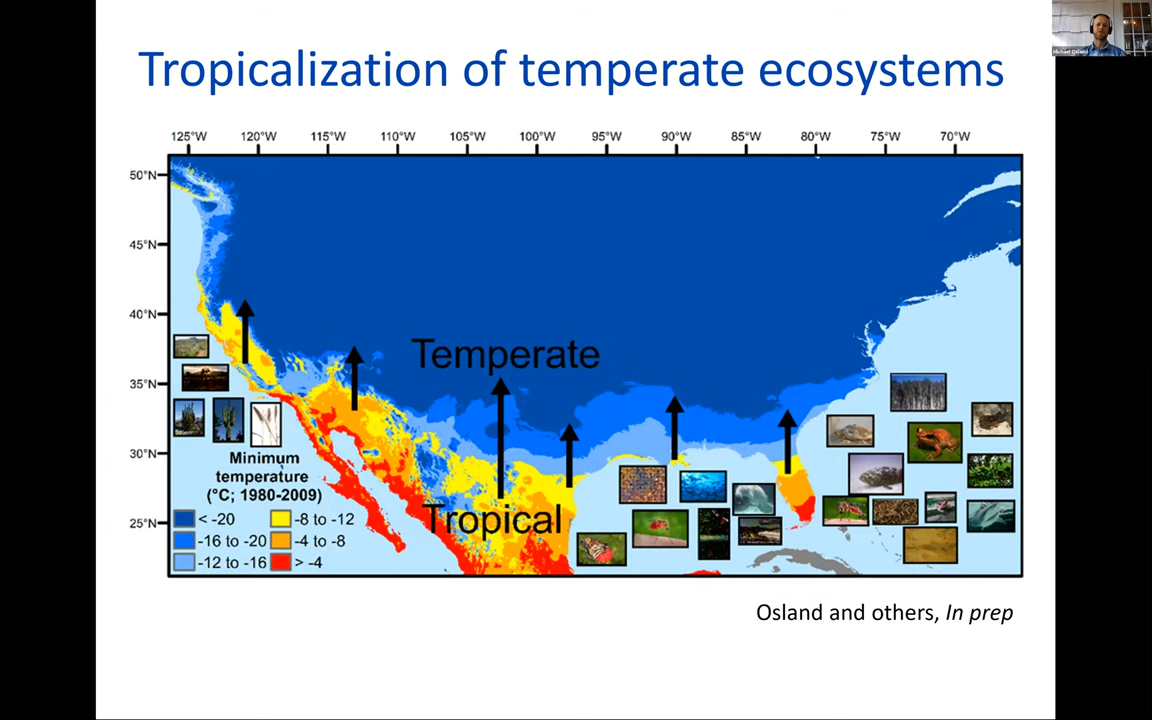 Michael Osland
Tropicalization of temperate ecosystems
125°W 120°W 115°W 110°W 105°W 100°W 95°W 90°W 85°W 80°W 75°W 70°W
50°N
45°N
40°N
35°N
30°N
25°N
Temperate
Tropical
Minimum
temperature
(°C; 1980-2009)
< -20 -8 to -12
-16 to -20 -4 to -8
-12 to -16 > -4
Osland and others, In prep